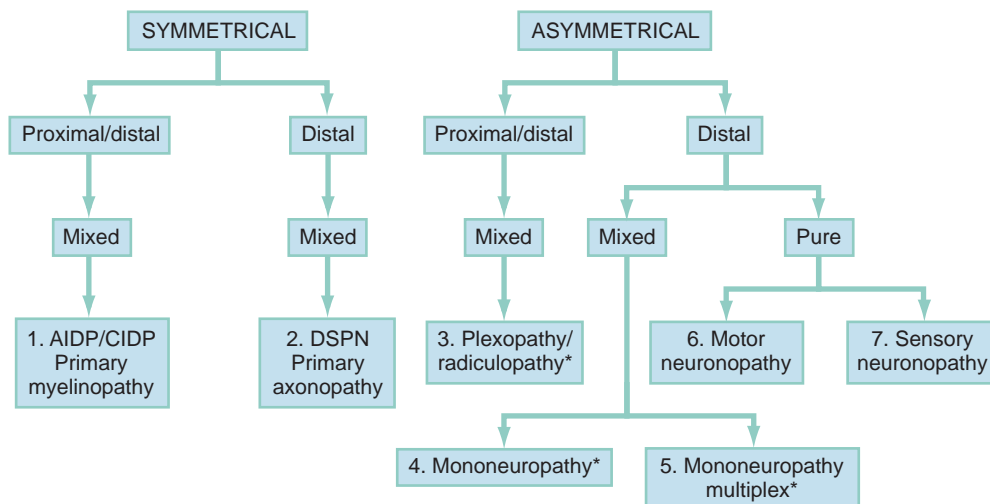 SYMMETRICAL
ASYMMETRICAL
Proximal/distal
Distal
Proximal/distal
Distal
Mixed
Mixed
Mixed
Mixed
Pure
1. AIDP/CIDP
Primary
myelinopathy
2. DSPN
Primary
axonopathy
3. Plexopathy/
radiculopathy*
6. Motor
neuronopathy
7. Sensory
neuronopathy
4. Mononeuropathy*
5. Mononeuropathy
multiplex*